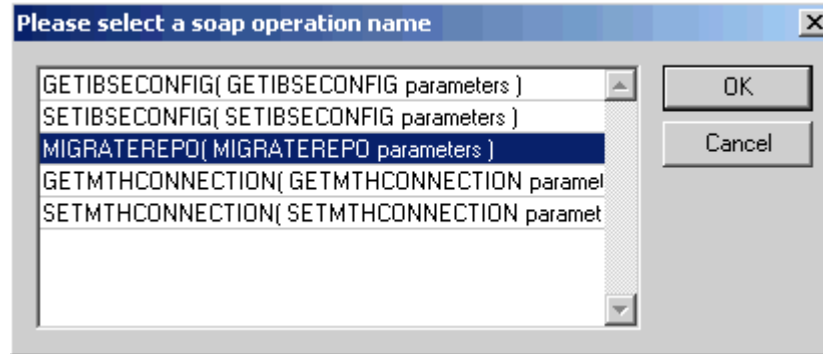 Please select a soap operation name
GETIBSECONFIG( GETIBSECONFIG parameters )
SETIBSECONFIG( SETIBSECONFIG parameters )
MIGRATEREPO( MIGRATEREPO parameters )
GETMTHCONNECTION( GETMTHCONNECTION paramet
SETMTHCONNECTION( SETMTHCONNECTION paramet
OK
Cancel